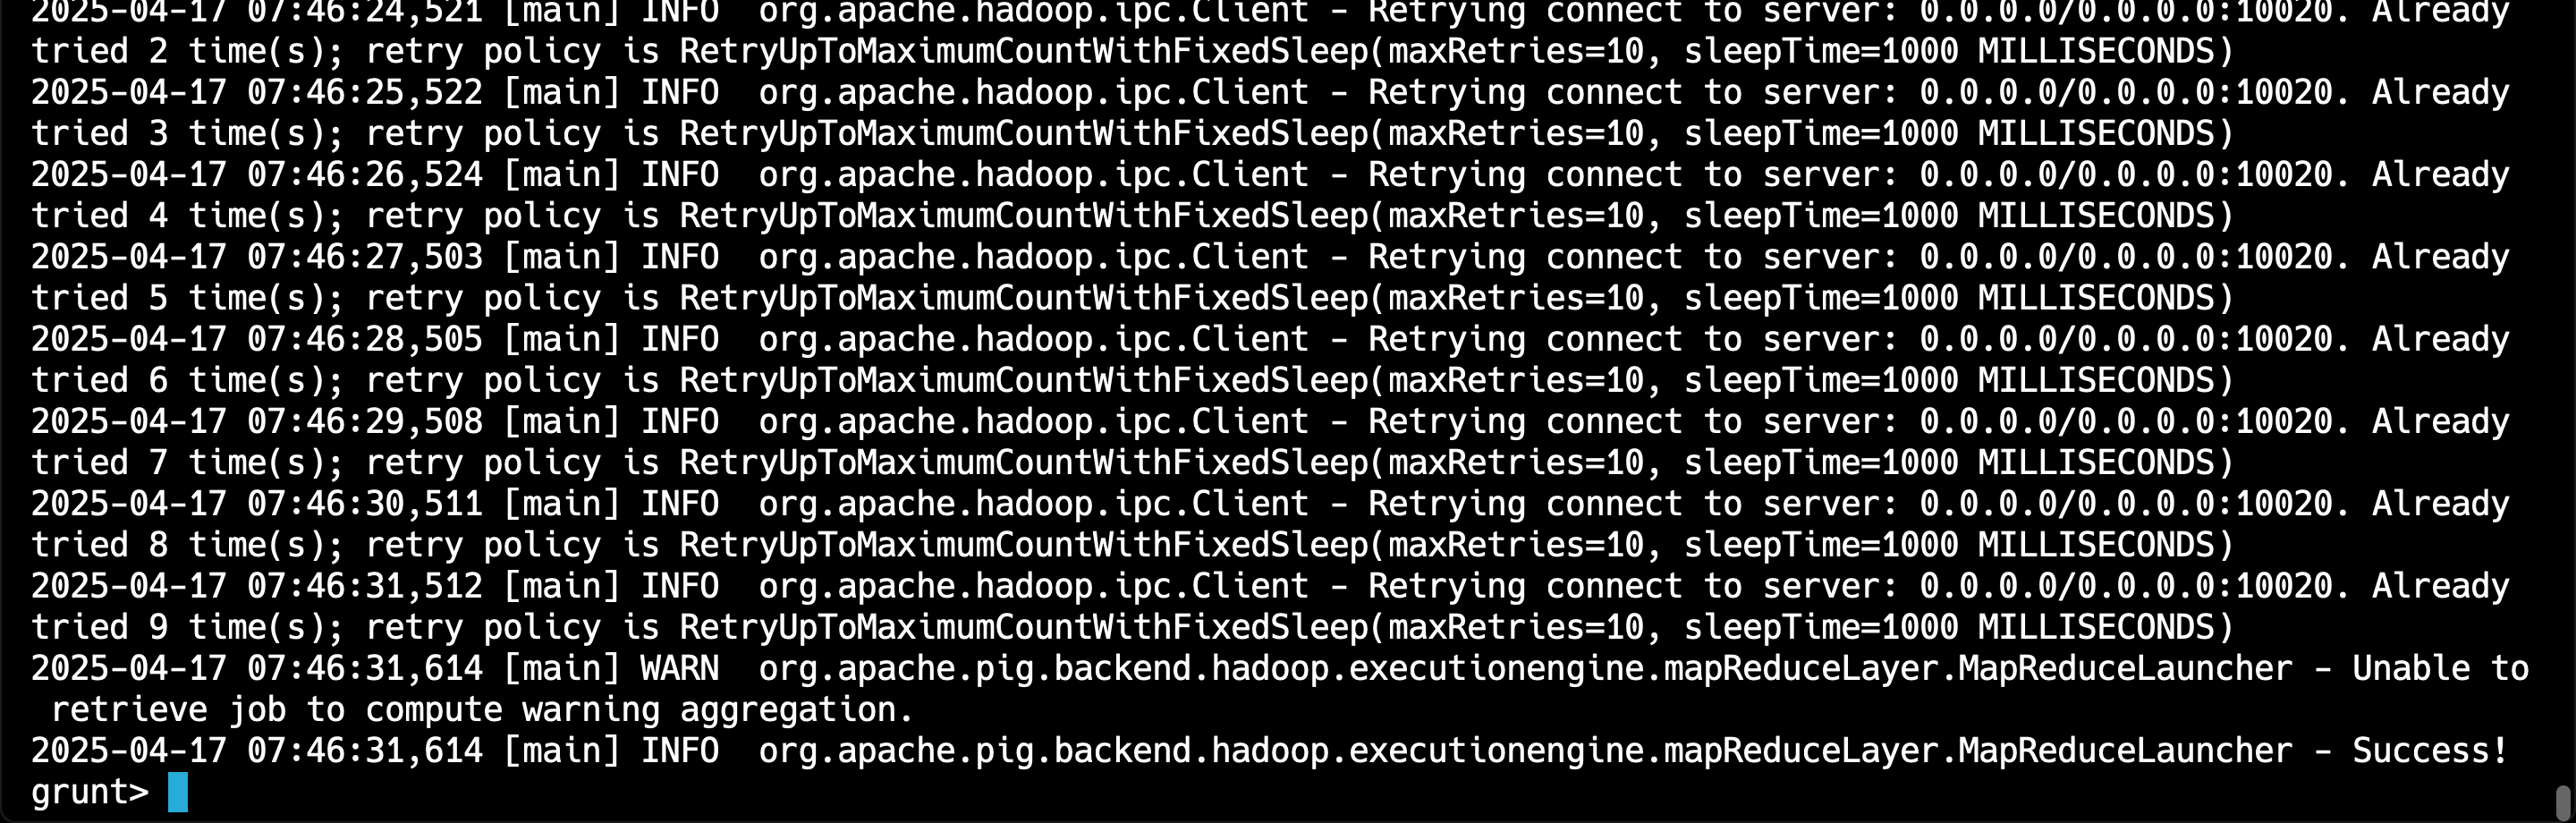 2025-04-17 07:46:24,521 [main] INFO  org.apache.hadoop.ipc.Client - Retrying connect to server: 0.0.0.0/0.0.0.0:10020. Already
tried 2 time(s); retry policy is RetryUpToMaximumCountWithFixedSleep(maxRetries=10, sleepTime=1000 MILLISECONDS)
2025-04-17 07:46:25,522 [main] INFO  org.apache.hadoop.ipc.Client - Retrying connect to server: 0.0.0.0/0.0.0.0:10020. Already
tried 3 time(s); retry policy is RetryUpToMaximumCountWithFixedSleep(maxRetries=10, sleepTime=1000 MILLISECONDS)
2025-04-17 07:46:26,524 [main] INFO  org.apache.hadoop.ipc.Client - Retrying connect to server: 0.0.0.0/0.0.0.0:10020. Already
tried 4 time(s); retry policy is RetryUpToMaximumCountWithFixedSleep(maxRetries=10, sleepTime=1000 MILLISECONDS)
2025-04-17 07:46:27,503 [main] INFO  org.apache.hadoop.ipc.Client - Retrying connect to server: 0.0.0.0/0.0.0.0:10020. Already
tried 5 time(s); retry policy is RetryUpToMaximumCountWithFixedSleep(maxRetries=10, sleepTime=1000 MILLISECONDS)
2025-04-17 07:46:28,505 [main] INFO  org.apache.hadoop.ipc.Client - Retrying connect to server: 0.0.0.0/0.0.0.0:10020. Already
tried 6 time(s); retry policy is RetryUpToMaximumCountWithFixedSleep(maxRetries=10, sleepTime=1000 MILLISECONDS)
2025-04-17 07:46:29,508 [main] INFO  org.apache.hadoop.ipc.Client - Retrying connect to server: 0.0.0.0/0.0.0.0:10020. Already
tried 7 time(s); retry policy is RetryUpToMaximumCountWithFixedSleep(maxRetries=10, sleepTime=1000 MILLISECONDS)
2025-04-17 07:46:30,511 [main] INFO  org.apache.hadoop.ipc.Client - Retrying connect to server: 0.0.0.0/0.0.0.0:10020. Already
tried 8 time(s); retry policy is RetryUpToMaximumCountWithFixedSleep(maxRetries=10, sleepTime=1000 MILLISECONDS)
2025-04-17 07:46:31,512 [main] INFO  org.apache.hadoop.ipc.Client - Retrying connect to server: 0.0.0.0/0.0.0.0:10020. Already
tried 9 time(s); retry policy is RetryUpToMaximumCountWithFixedSleep(maxRetries=10, sleepTime=1000 MILLISECONDS)
2025-04-17 07:46:31,614 [main] WARN  org.apache.pig.backend.hadoop.executionengine.mapReduceLayer.MapReduceLauncher - Unable to
 retrieve job to compute warning aggregation.
2025-04-17 07:46:31,614 [main] INFO  org.apache.pig.backend.hadoop.executionengine.mapReduceLayer.MapReduceLauncher - Success!
grunt>